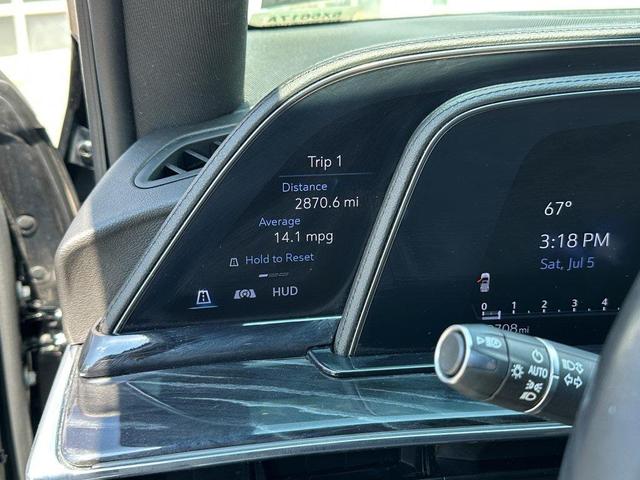 Trip 1
Distance
2870.6 mi
Average
14.1 mpg
Hold to Reset
HUD
67°
3:18 PM
Sat, Jul 5
0 1 2 3 4
AUTO